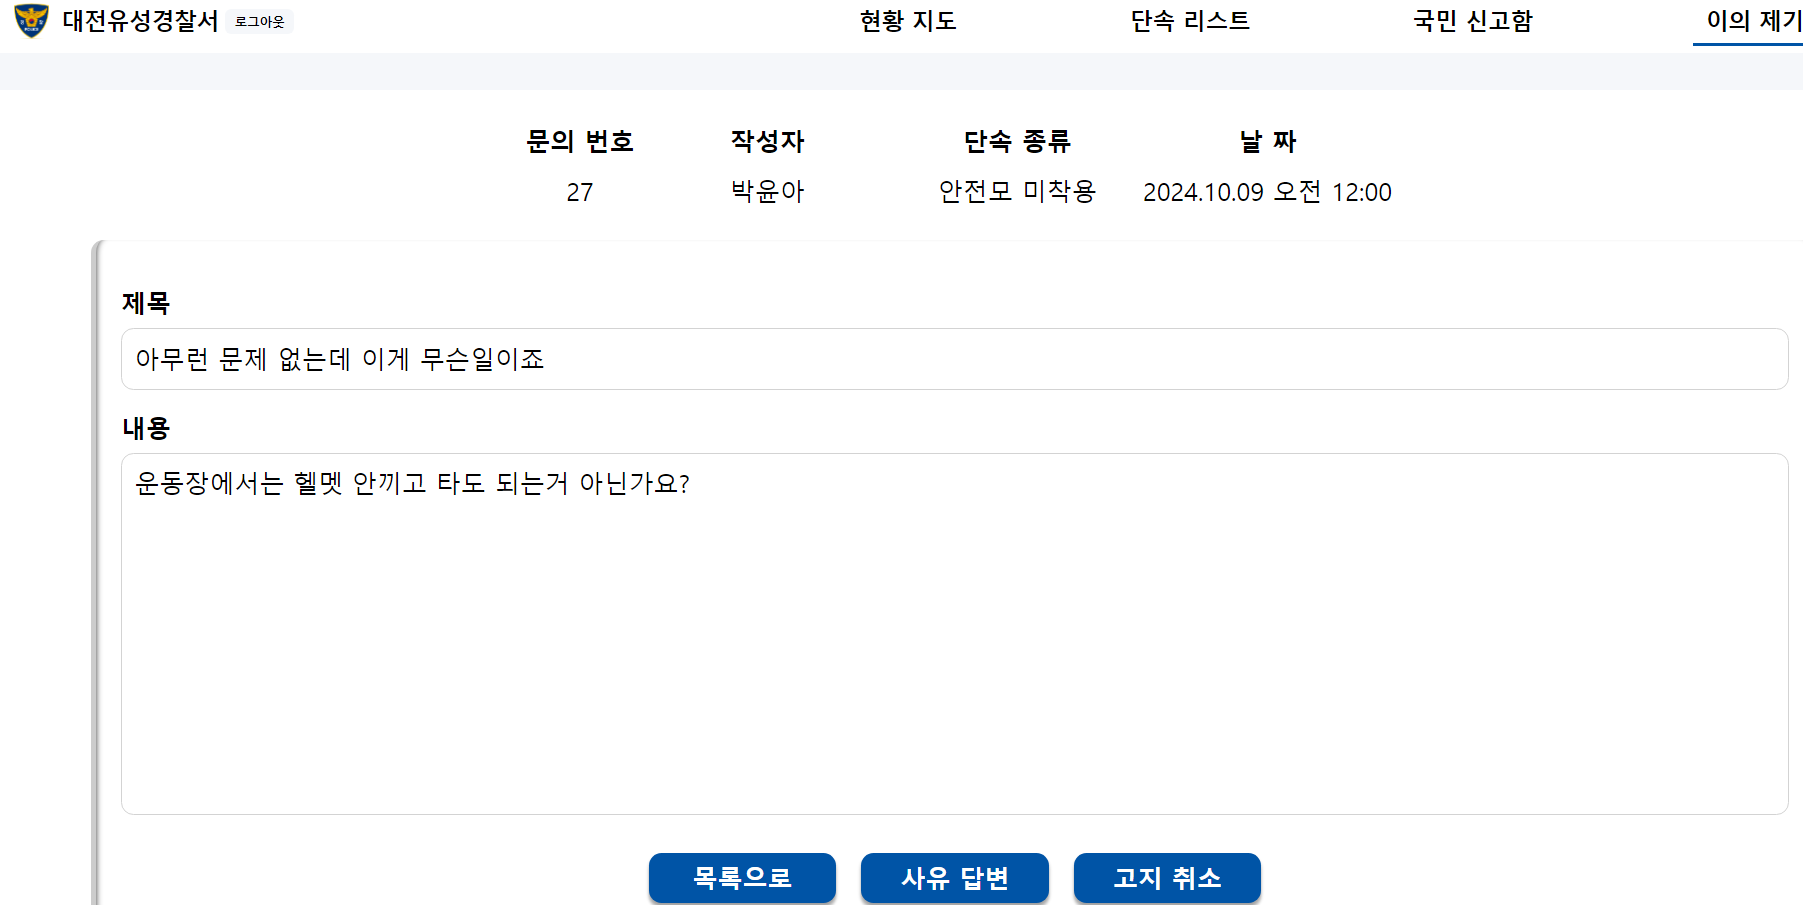 대전유성경찰서 로그아웃 현황 지도 단속 리스트 국민 신고함 이의 제기
문의 번호 작성자 단속 종류 날 짜
27 박윤아 안전모 미착용 2024.10.09 오전 12:00
제목
아무런 문제 없는데 이게 무슨일이죠
내용
운동장에서는 헬멧 안끼고 타도 되는거 아닌가요?
목록으로 사유 답변 고지 취소